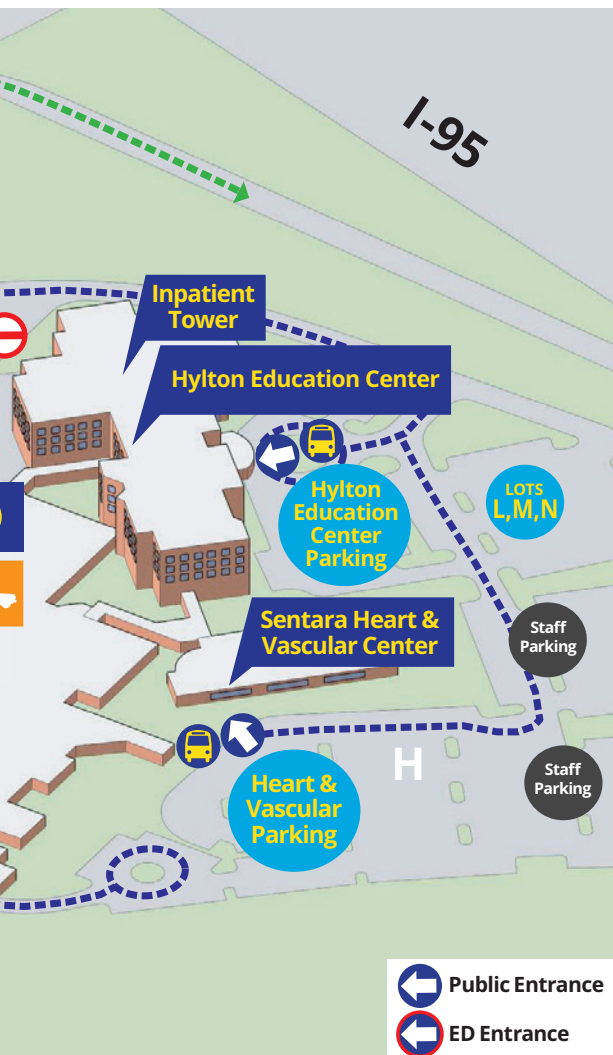 I-95
Inpatient
Tower
Hylton Education Center
Hylton
Education
Center
Parking
LOTS
L,M,N
Sentara Heart &
Vascular Center
Staff
Parking
H
Heart &
Vascular
Parking
Staff
Parking
Public Entrance
ED Entrance